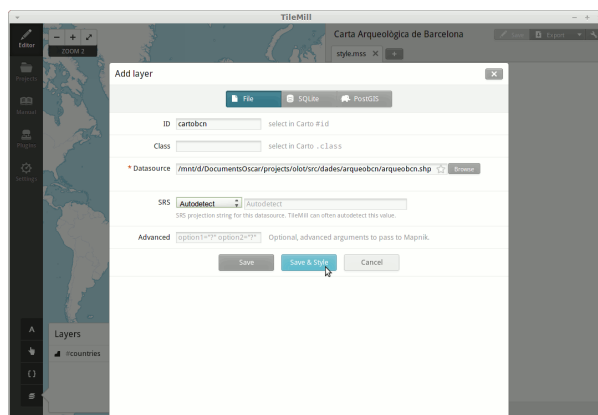 TileMill
Editor
ZOOM 2
Carta Arqueológica de Barcelona
Save
Export
style.mss
Projects
Manual
Plugins
Settings
Add layer
File
SQLite
PostGIS
ID
cartobcn
select in Carto #id
Class
select in Carto .class
* Datasource
/mnt/d/DocumentsOscar/projects/olot/src/dades/arqueobcn/arqueobcn.shp
Browse
SRS
Autodetect
Autodetect
SRS projection string for this datasource. TileMill can often autodetect this value.
Advanced
option1="?" option2="?"
Optional, advanced arguments to pass to Mapnik.
Save
Save & Style
Cancel
A
Layers
#countries